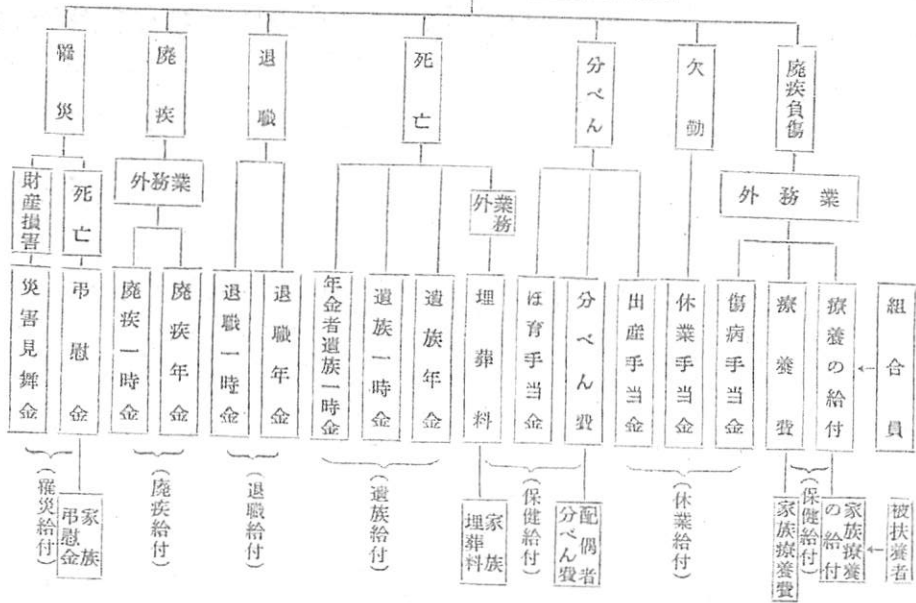 廃疾負傷
欠勤
分べん
死亡
退職
廃疾
罹災
外務業
業務外
外務業
死亡
財産損害
組合員
療養の給付
療養費
傷病手当金
休業手当金
出産手当金
分べん費
ほ育手当金
埋葬料
遺族年金
遺族一時金
年金者遺族一時金
退職年金
退職一時金
廃疾年金
廃疾一時金
弔慰金
災害見舞金
被扶養者
家族療養の給付
(保健給付)
家族療養費
(休業給付)
配偶者分べん費
(保健給付)
家族埋葬料
(遺族給付)
(退職給付)
(廃疾給付)
家族弔慰金
(罹災給付)